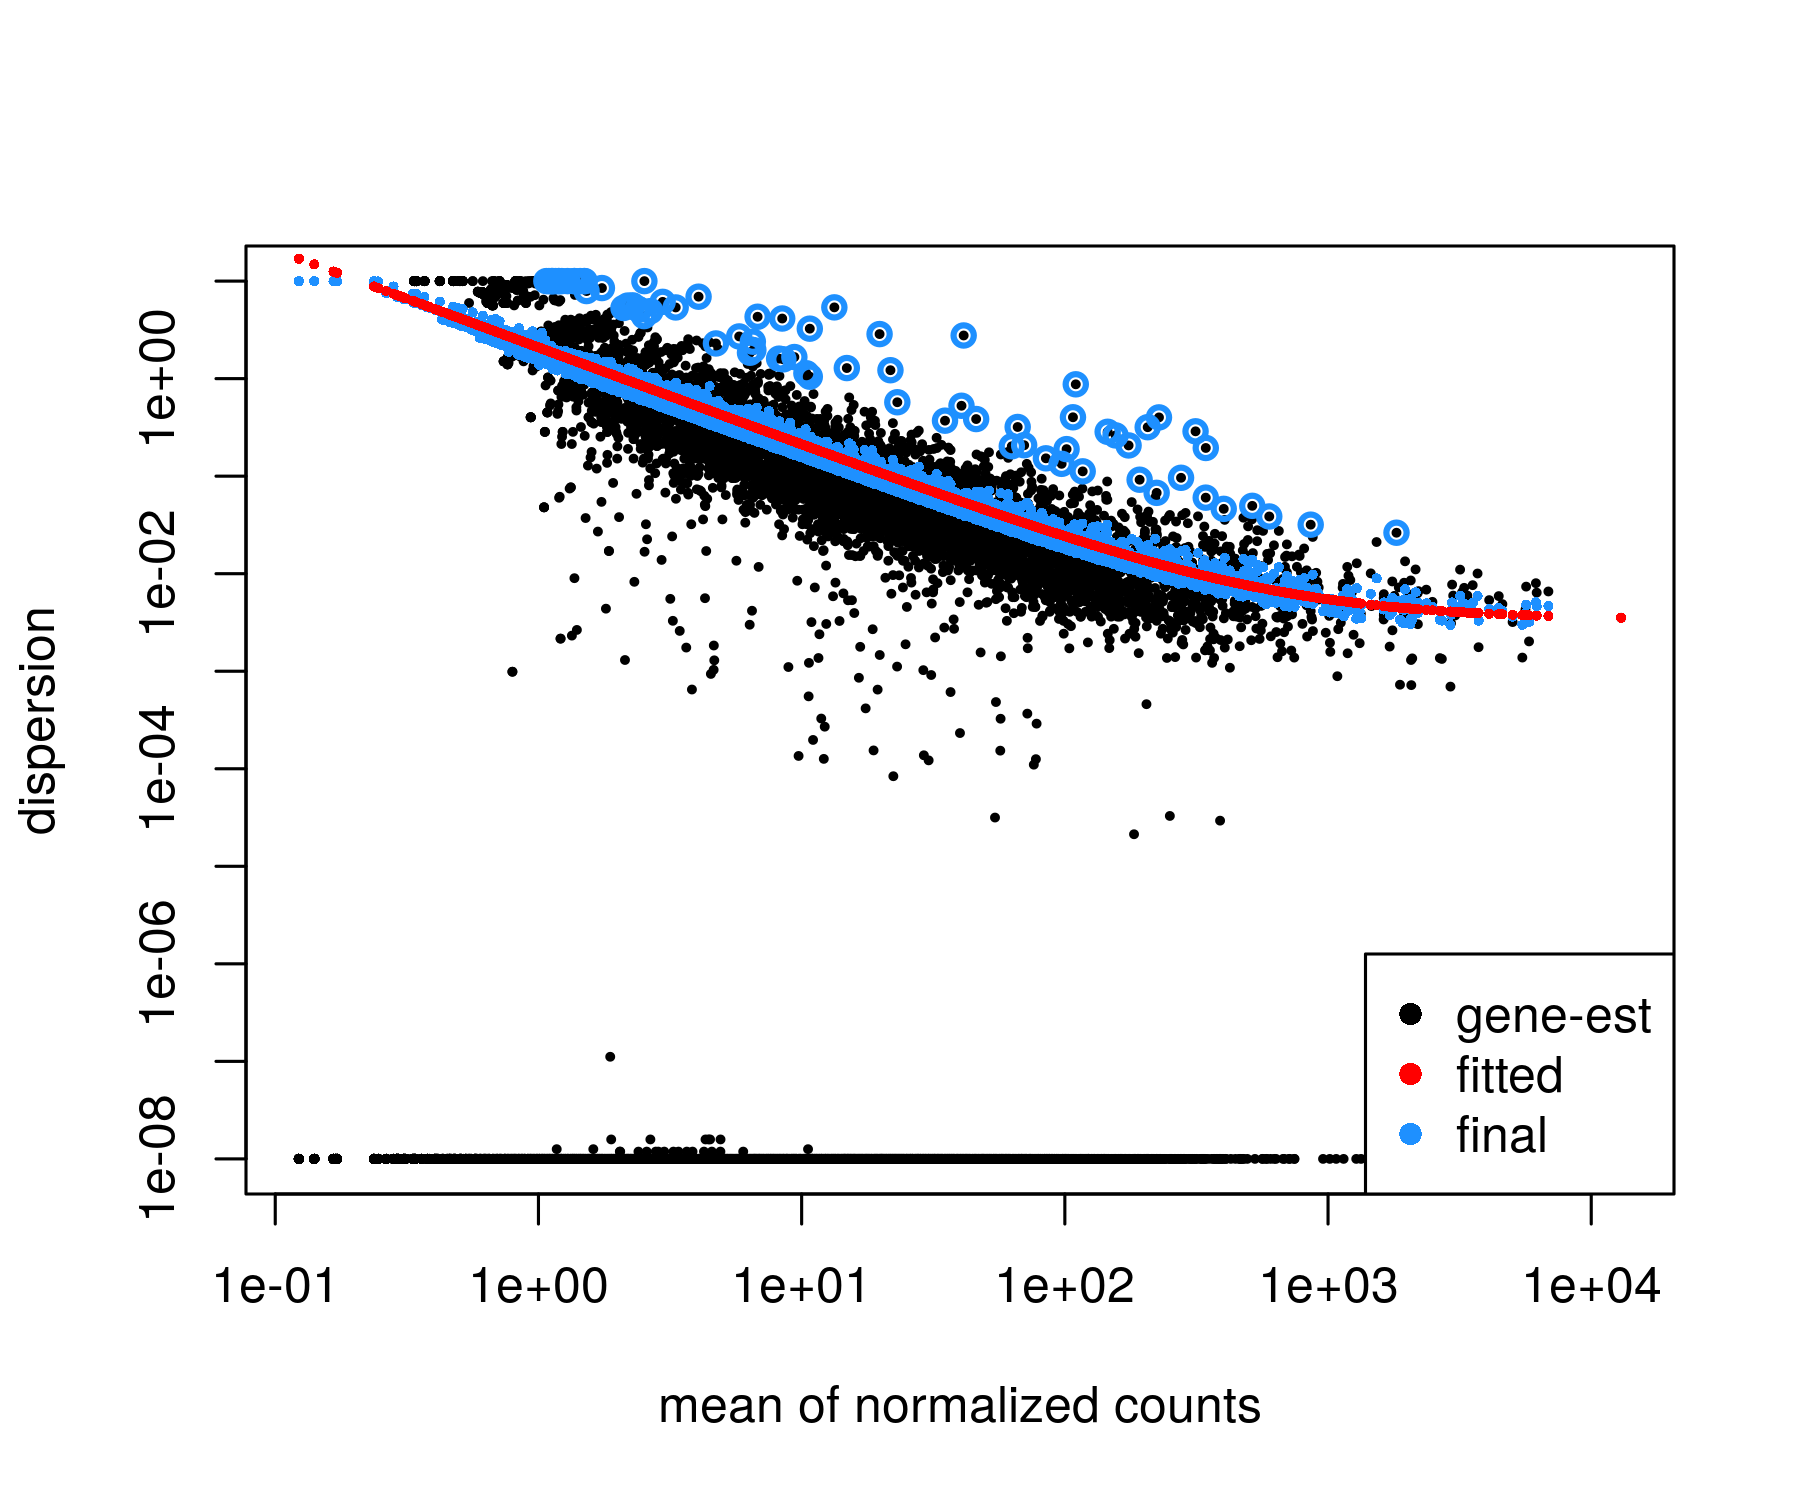 dispersion
1e+00
1e-02
1e-04
1e-06
1e-08
gene-est
fitted
final
1e-01 1e+00 1e+01 1e+02 1e+03 1e+04
mean of normalized counts